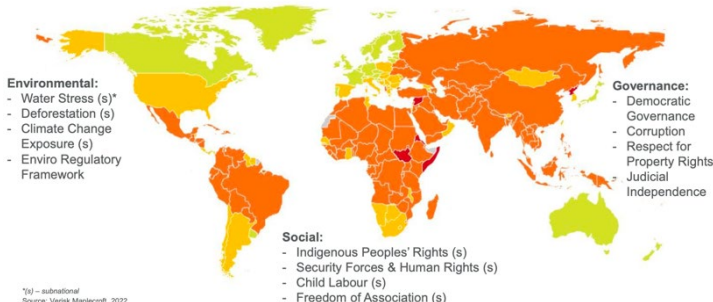 Environmental:
- Water Stress (s)*
- Deforestation (s)
- Climate Change
Exposure (s)
- Enviro Regulatory
Framework
Governance:
- Democratic
Governance
- Corruption
- Respect for
Property Rights
- Judicial
Independence
Social:
- Indigenous Peoples' Rights (s)
- Security Forces & Human Rights (s)
- Child Labour (s)
- Freedom of Association (s)
*(s) – subnational
Source: Verisk Maplecroft, 2022